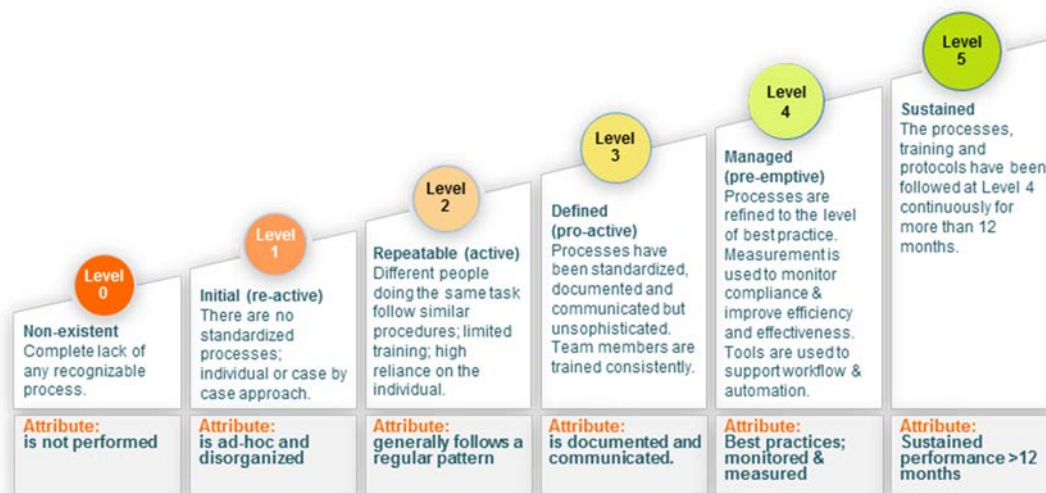 Level
0
Non-existent
Complete lack of
any recognizable
process.
Attribute:
is not performed
Level
1
Initial (re-active)
There are no
standardized
processes;
individual or case by
case approach.
Attribute:
is ad-hoc and
disorganized
Level
2
Repeatable (active)
Different people
doing the same task
follow similar
procedures; limited
training; high
reliance on the
individual.
Attribute:
generally follows a
regular pattern
Level
3
Defined
(pro-active)
Processes have
been standardized,
documented and
communicated but
unsophisticated.
Team members are
trained consistently.
Attribute:
is documented and
communicated.
Level
4
Managed
(pre-emptive)
Processes are
refined to the level
of best practice.
Measurement is
used to monitor
compliance &
improve efficiency
and effectiveness.
Tools are used to
support workflow &
automation.
Attribute:
Best practices;
monitored &
measured
Level
5
Sustained
The processes,
training and
protocols have been
followed at Level 4
continuously for
more than 12
months.
Attribute:
Sustained
performance >12
months